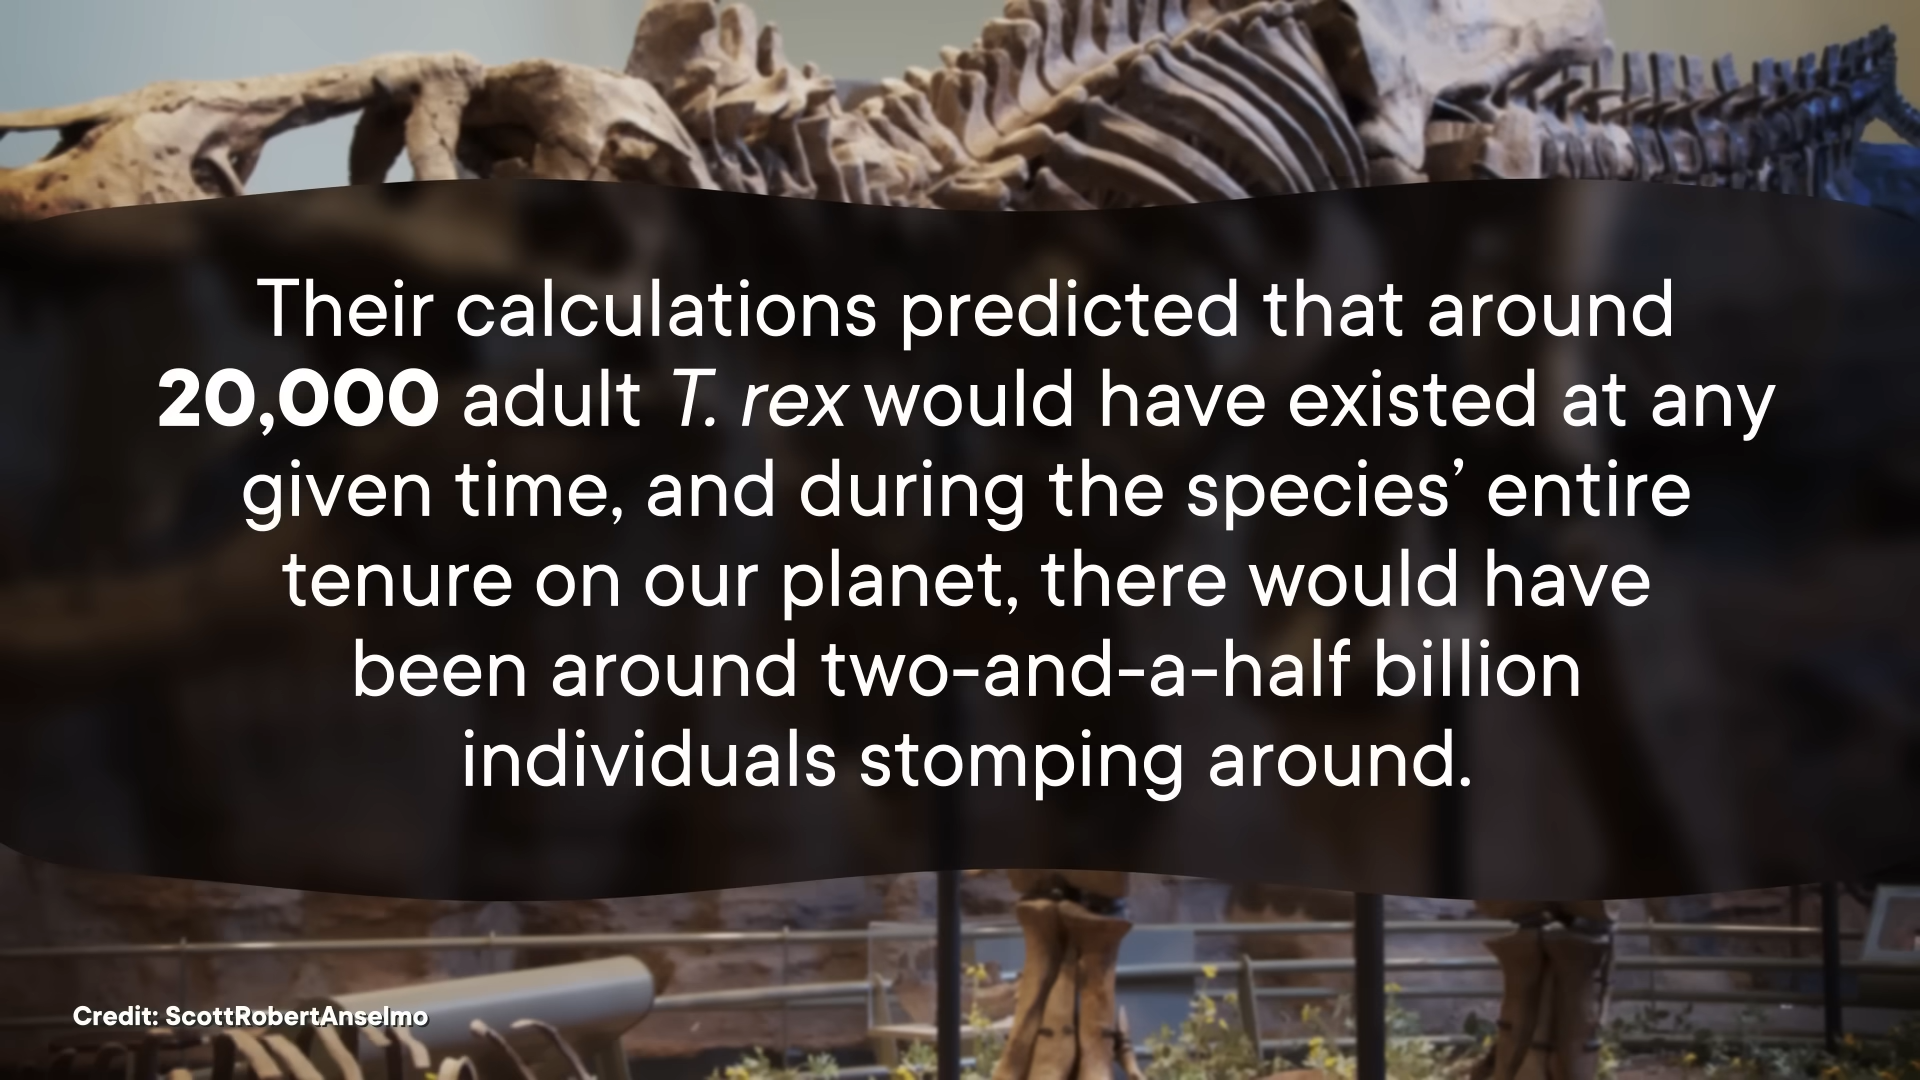 Their calculations predicted that around
20,000 adult T. rex would have existed at any
given time, and during the species’ entire
tenure on our planet, there would have
been around two-and-a-half billion
individuals stomping around.
Credit: ScottRobertAnselmo